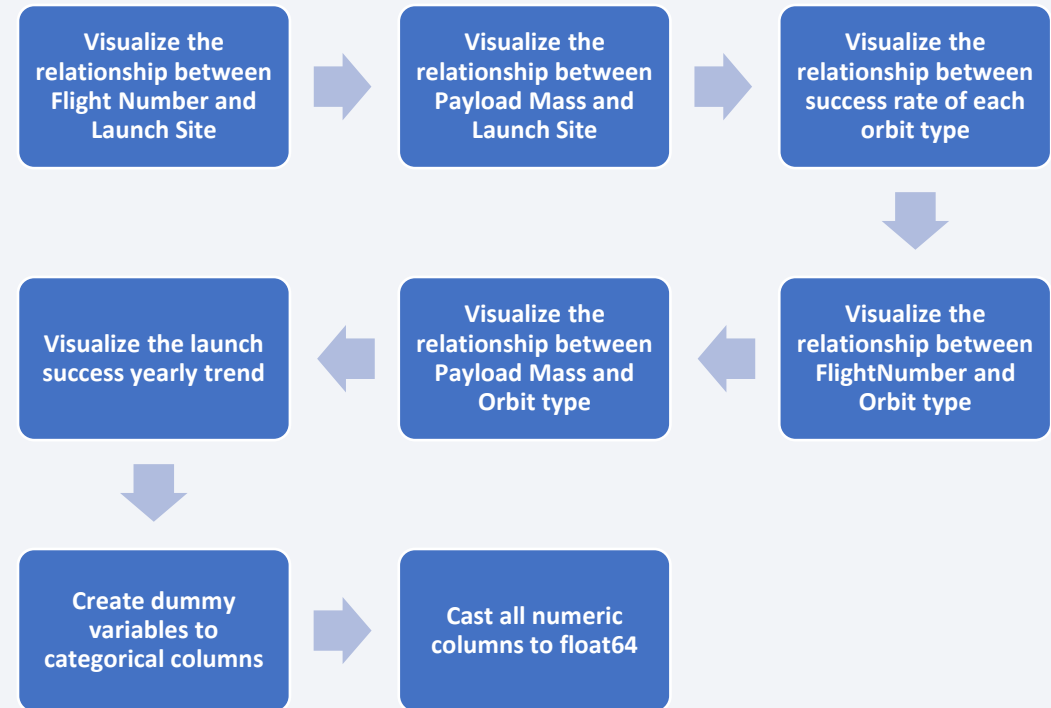 Visualize the
relationship between
Flight Number and
Launch Site
Visualize the
relationship between
Payload Mass and
Launch Site
Visualize the
relationship between
success rate of each
orbit type
Visualize the
relationship between
FlightNumber and
Orbit type
Visualize the
relationship between
Payload Mass and
Orbit type
Visualize the launch
success yearly trend
Create dummy
variables to
categorical columns
Cast all numeric
columns to float64